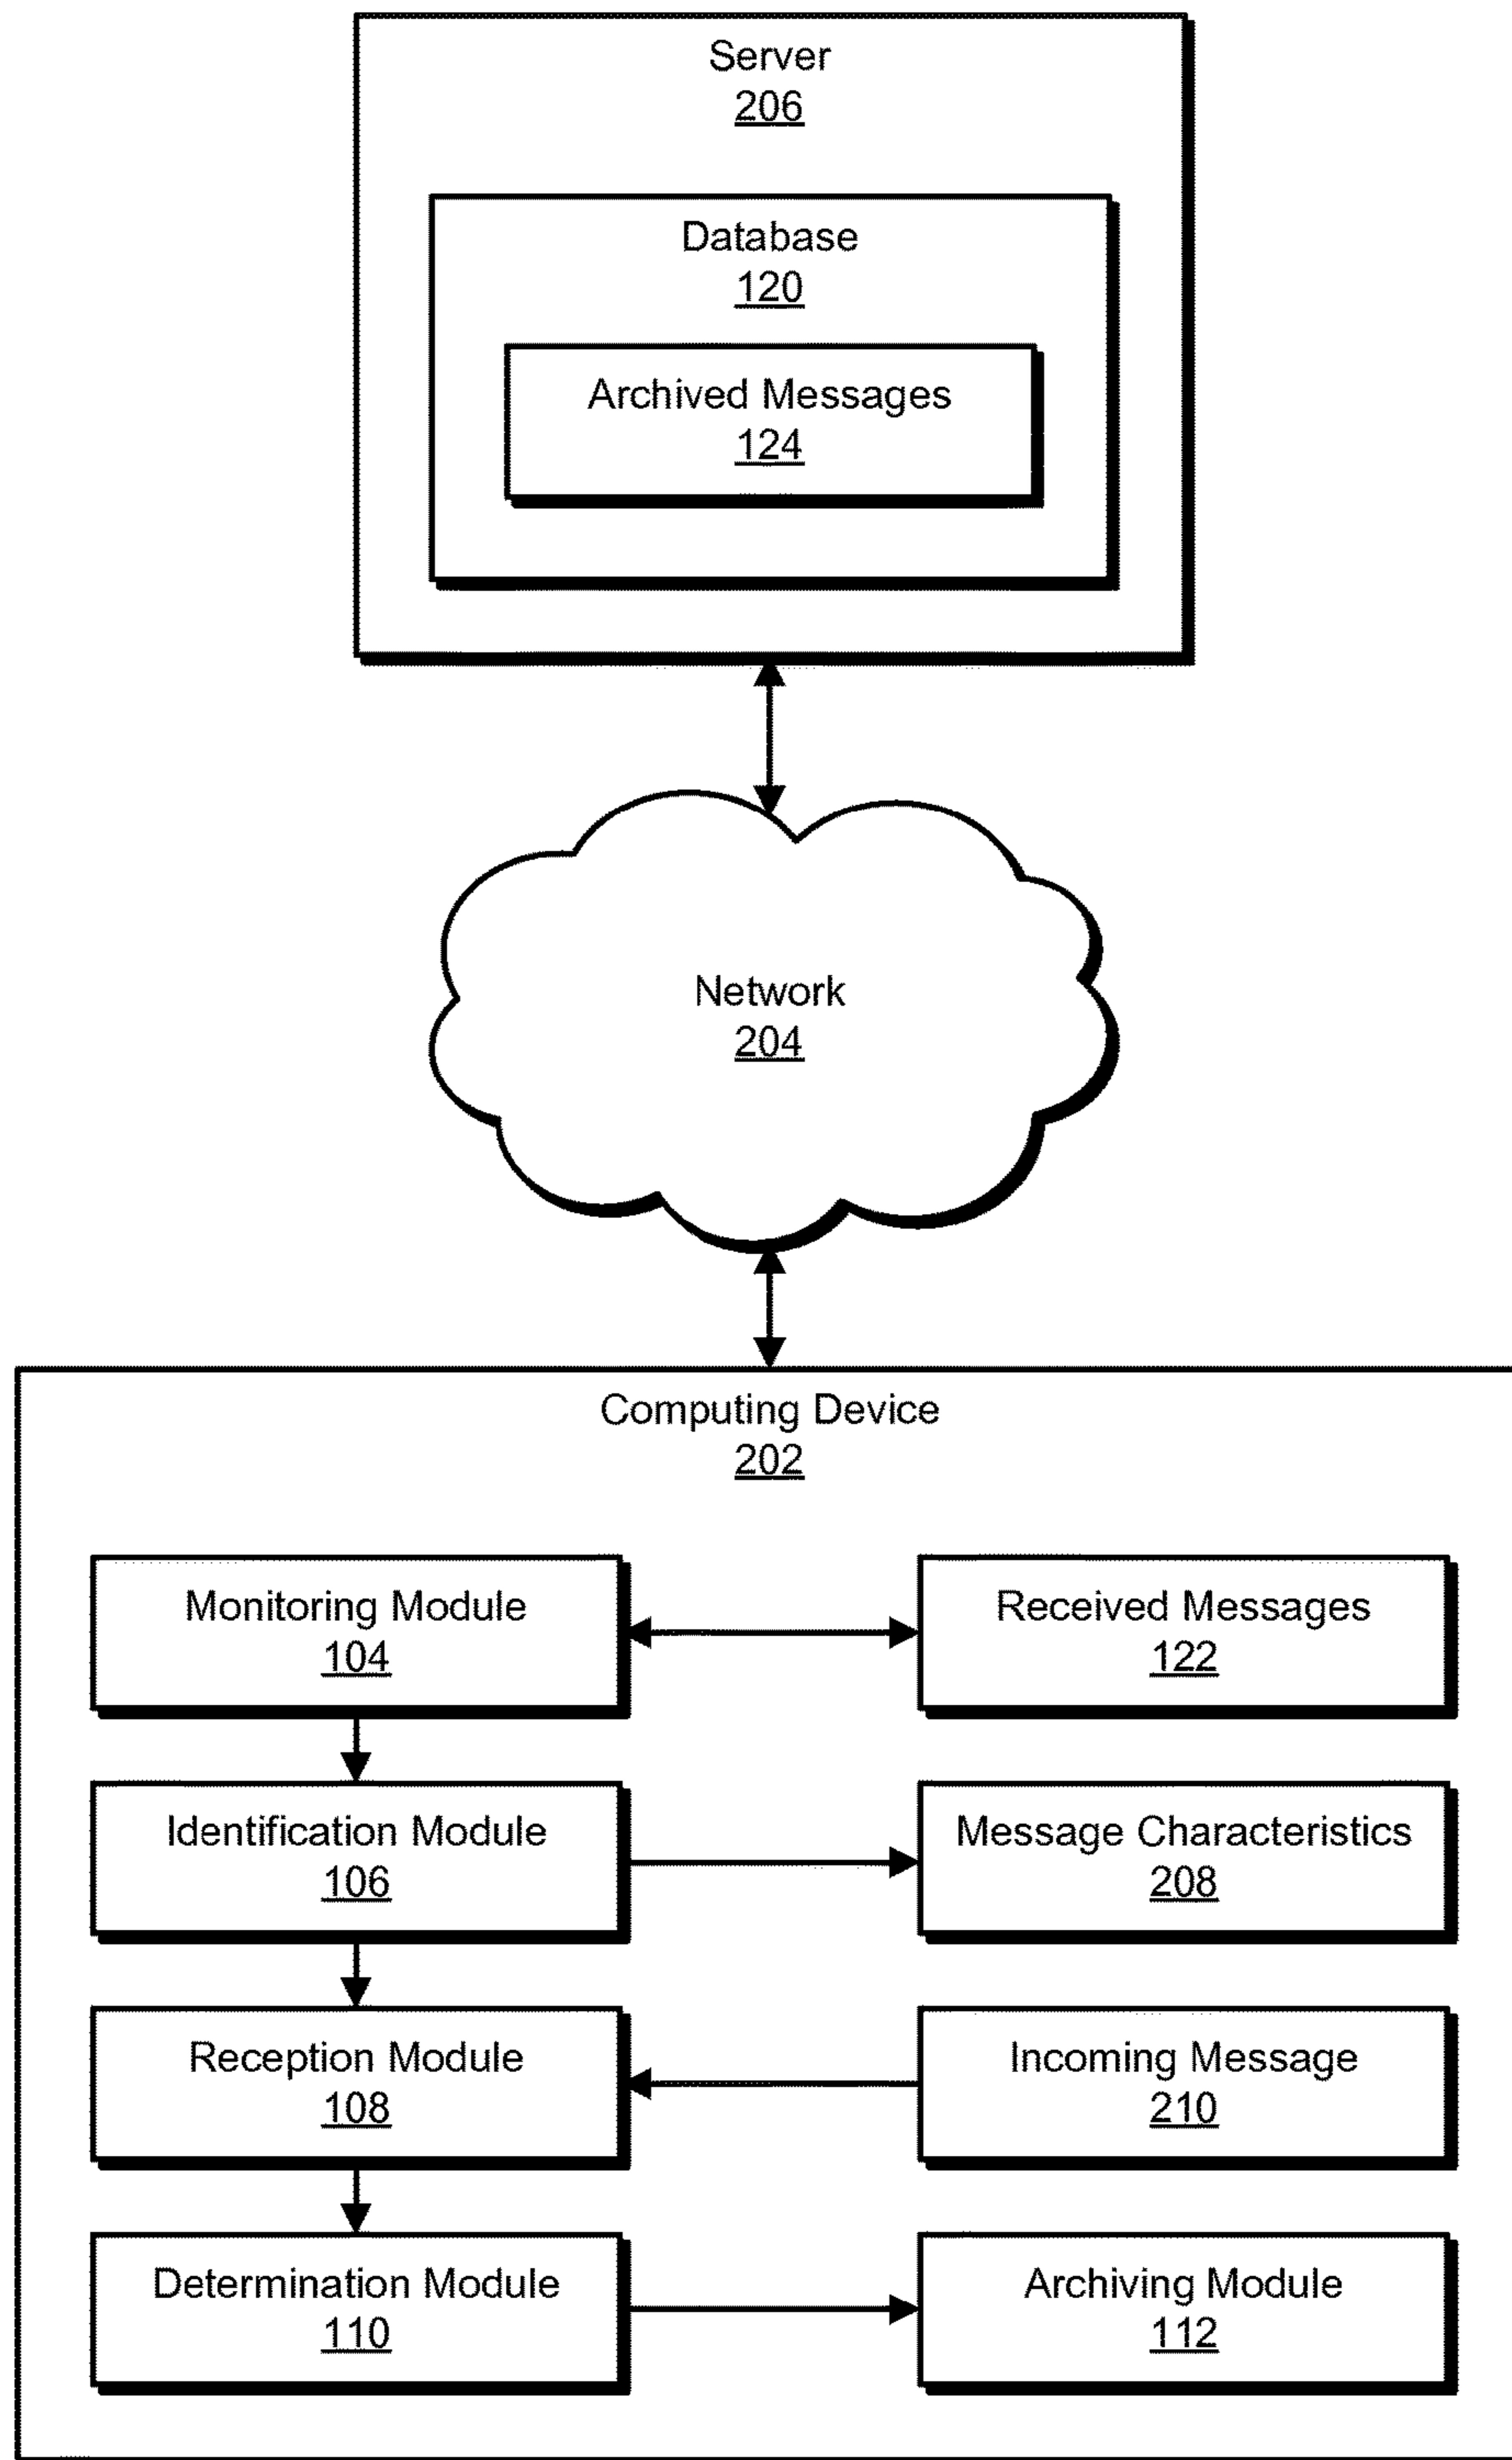 Server
206
Database
120
Archived Messages
124
Network
204
Computing Device
202
Monitoring Module
104
Received Messages
122
Identification Module
106
Message Characteristics
208
Reception Module
108
Incoming Message
210
Determination Module
110
Archiving Module
112